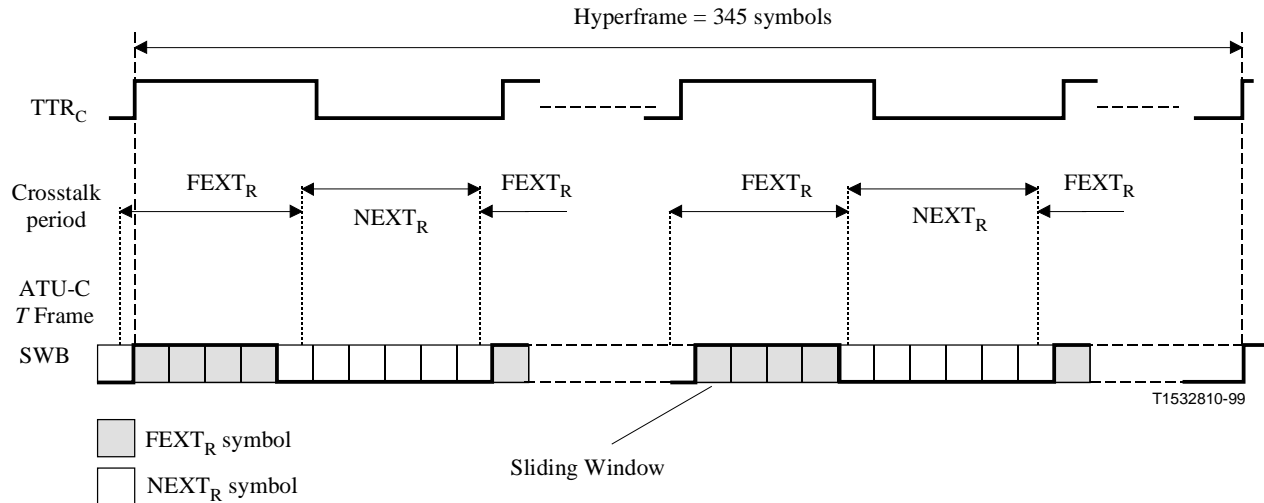 Hyperframe = 345 symbols
TTR_C
Crosstalk
period
FEXT_R
NEXT_R
FEXT_R
FEXT_R
NEXT_R
FEXT_R
ATU-C
T Frame
SWB
T1532810-99
FEXT_R symbol
Sliding Window
NEXT_R symbol